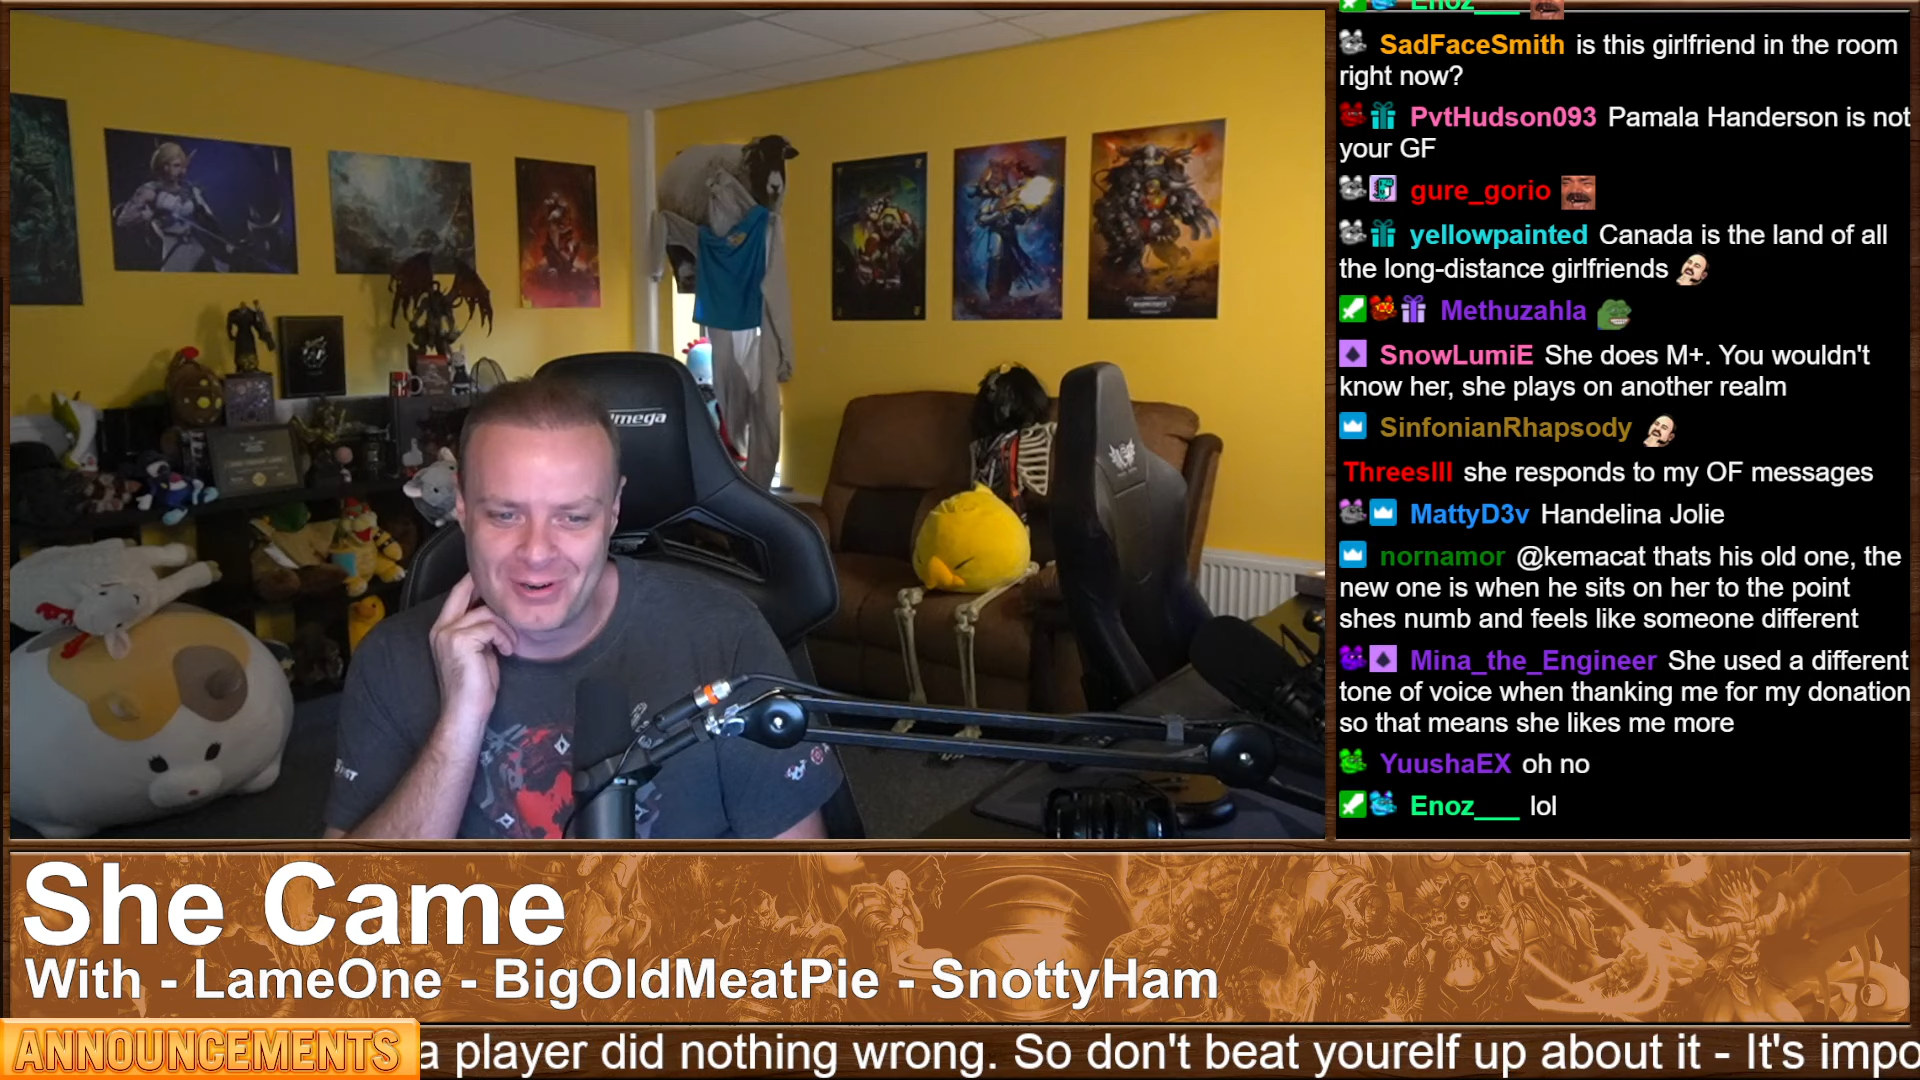 Enoz___
SadFaceSmith is this girlfriend in the room
right now?
PvtHudson093 Pamala Handerson is not
your GF
gure_gorio
yellowpainted Canada is the land of all
the long-distance girlfriends
Methuzahla
SnowLumiE She does M+. You wouldn't
know her, she plays on another realm
SinfonianRhapsody
ThreesIII she responds to my OF messages
MattyD3v Handelina Jolie
nornamor @kemacat thats his old one, the
new one is when he sits on her to the point
shes numb and feels like someone different
Mina_the_Engineer She used a different
tone of voice when thanking me for my donation
so that means she likes me more
YuushaEX oh no
Enoz___ lol
She Came
With - LameOne - BigOldMeatPie - SnottyHam
ANNOUNCEMENTS a player did nothing wrong. So don't beat yourelf up about it - It's impo